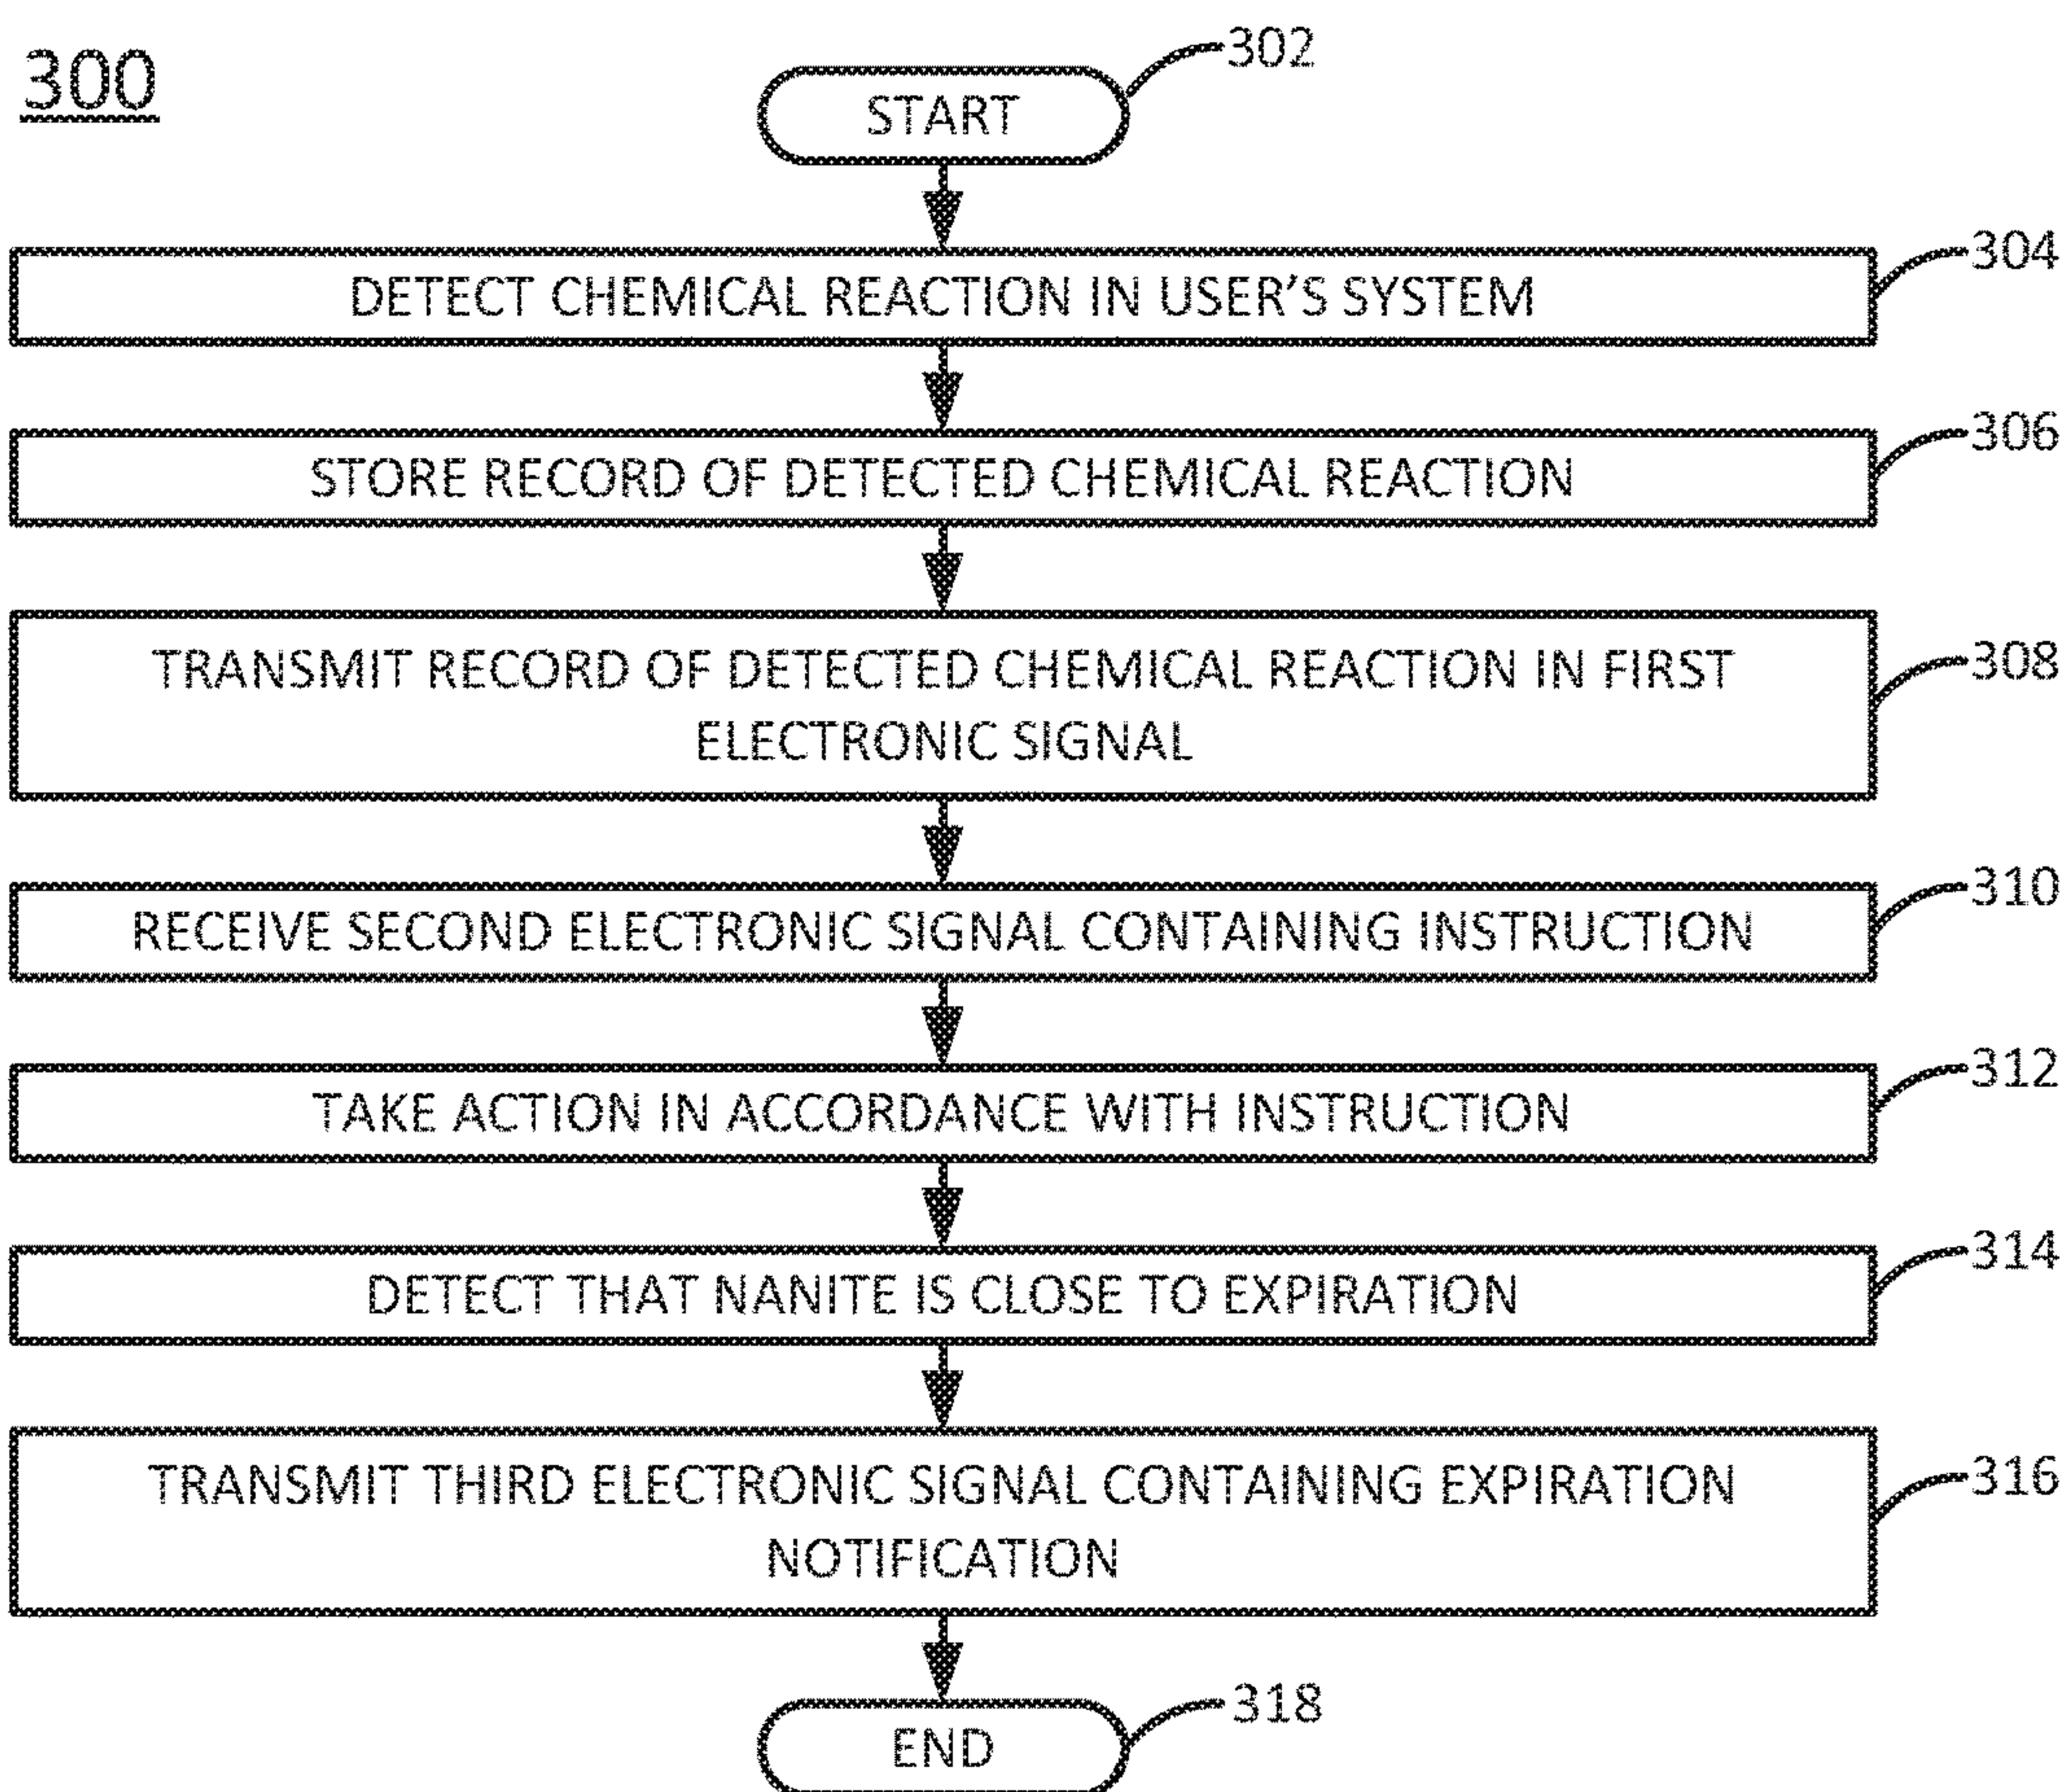 300
302
START
304
DETECT CHEMICAL REACTION IN USER'S SYSTEM
306
STORE RECORD OF DETECTED CHEMICAL REACTION
308
TRANSMIT RECORD OF DETECTED CHEMICAL REACTION IN FIRST
ELECTRONIC SIGNAL
310
RECEIVE SECOND ELECTRONIC SIGNAL CONTAINING INSTRUCTION
312
TAKE ACTION IN ACCORDANCE WITH INSTRUCTION
314
DETECT THAT NANITE IS CLOSE TO EXPIRATION
316
TRANSMIT THIRD ELECTRONIC SIGNAL CONTAINING EXPIRATION
NOTIFICATION
318
END